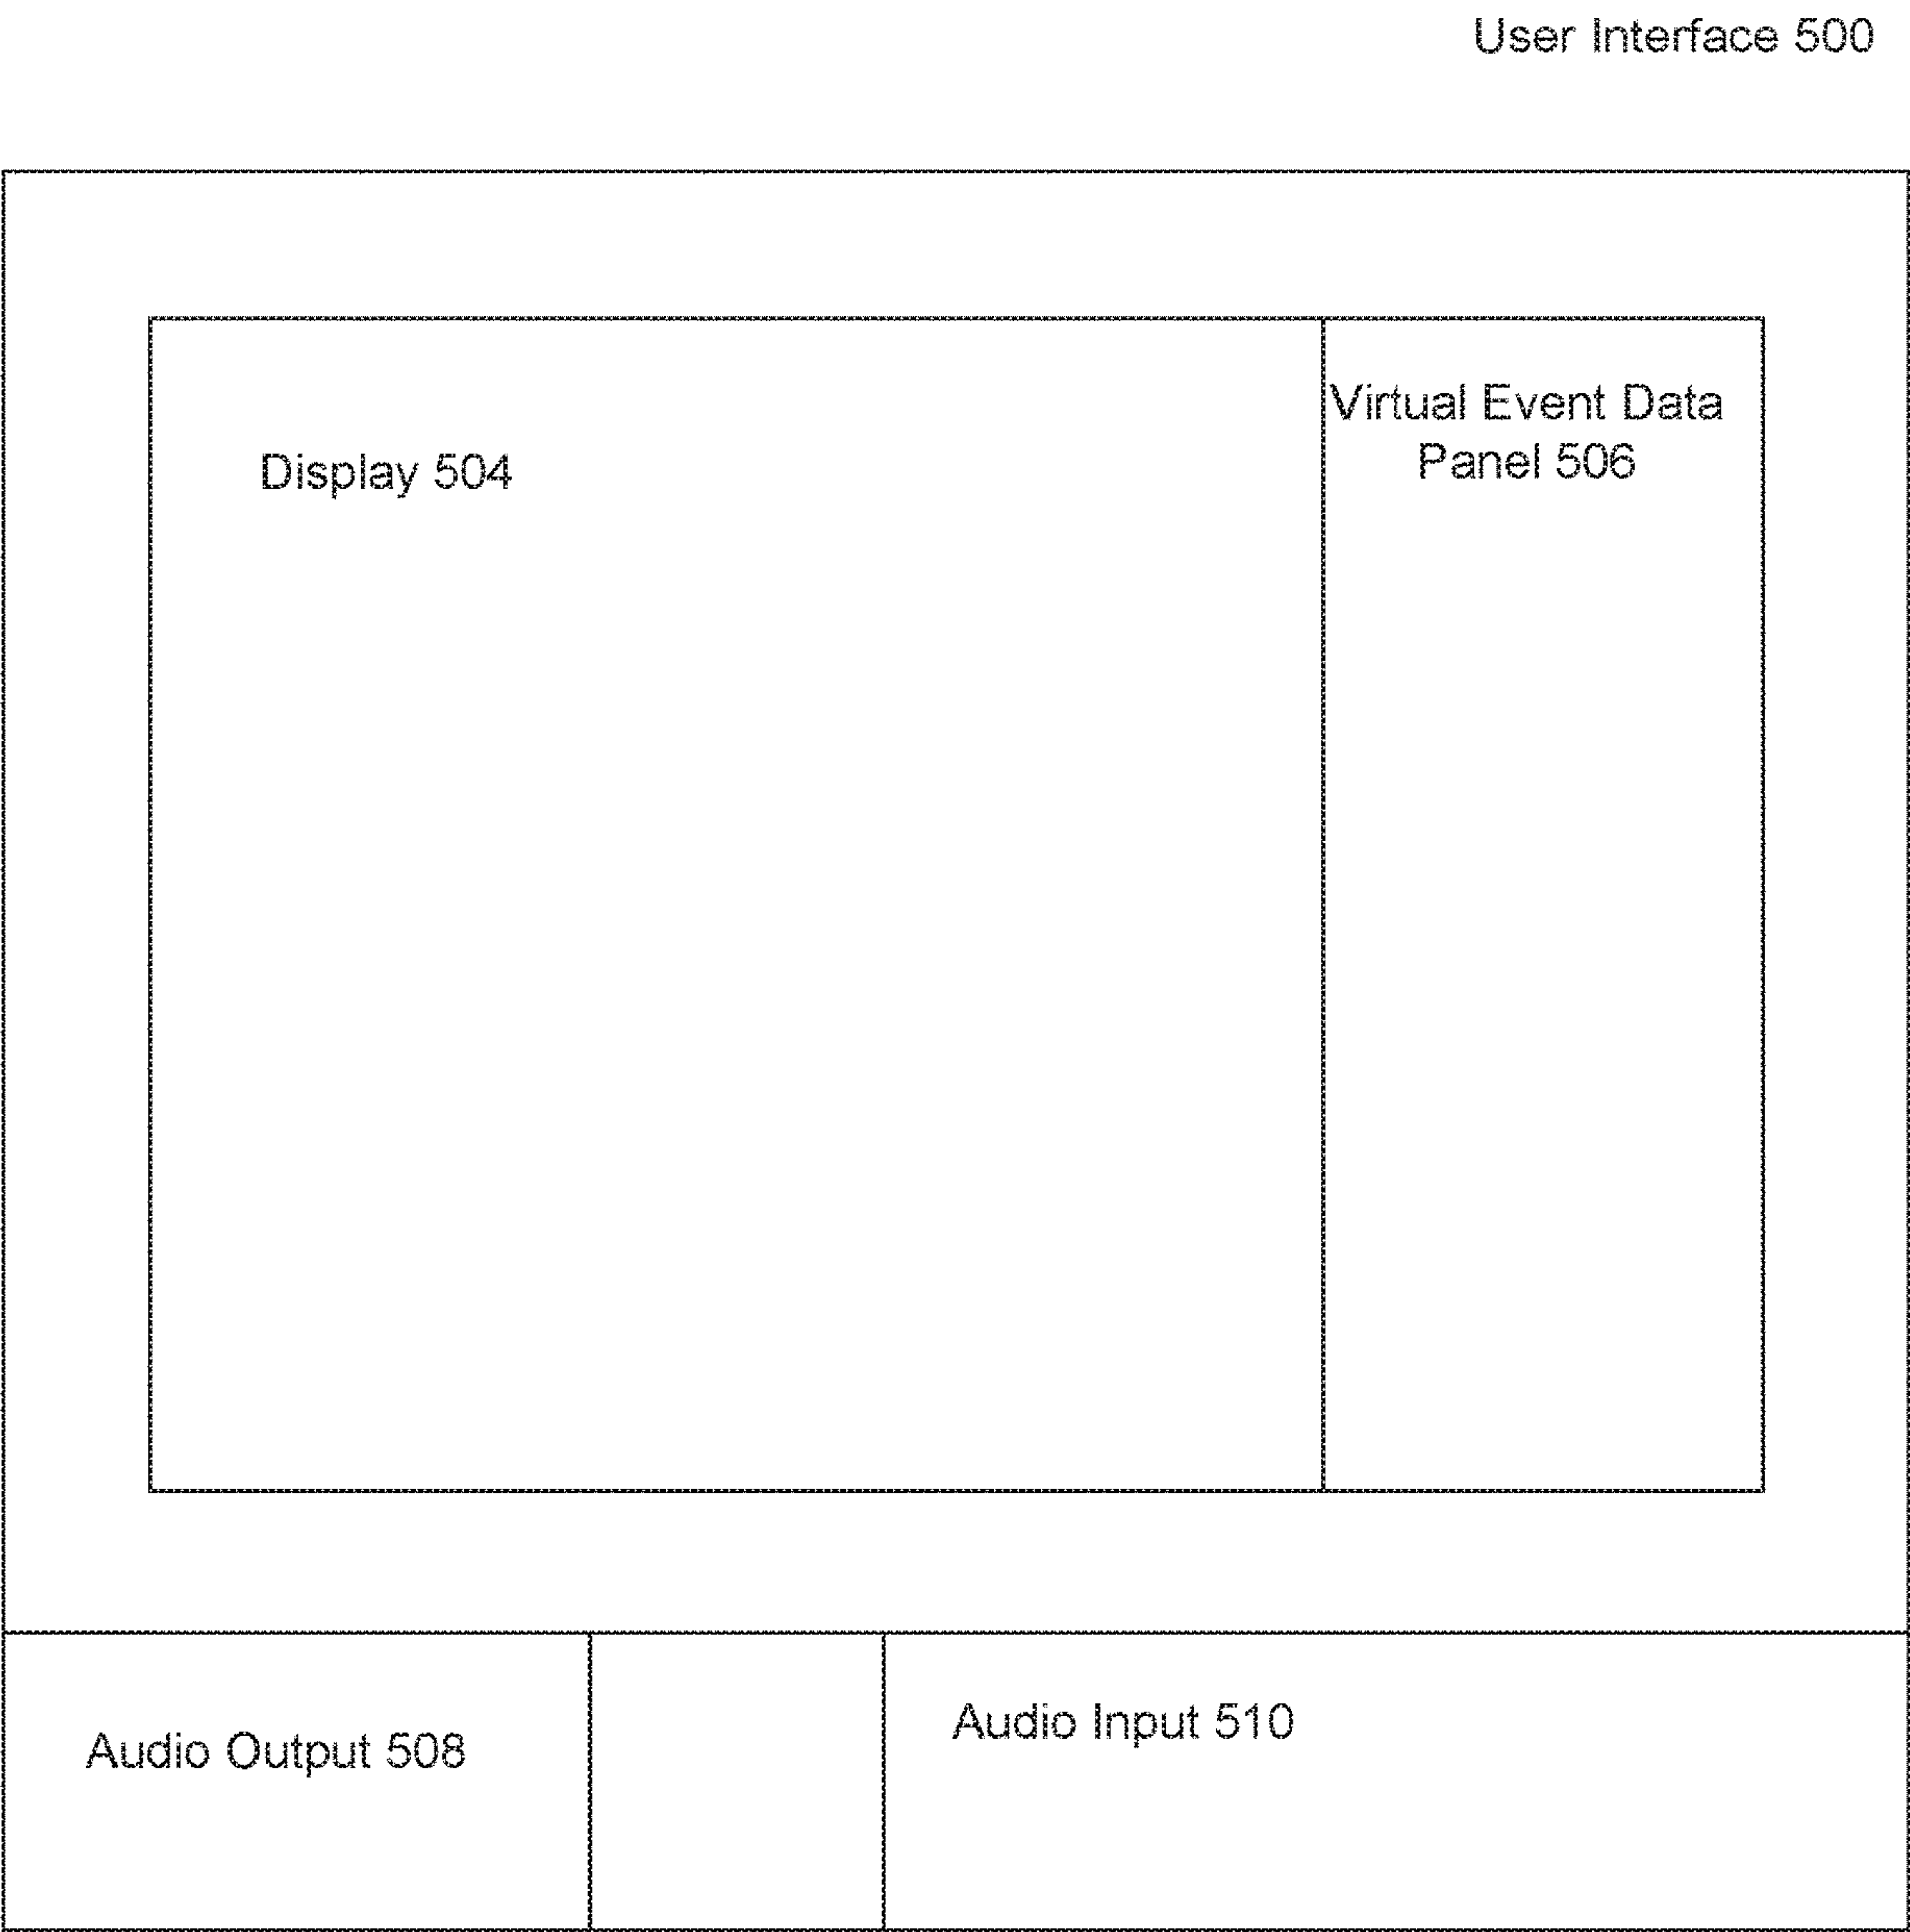 User Interface 500
Virtual Event Data
Panel 506
Display 504
Audio Output 508
Audio Input 510